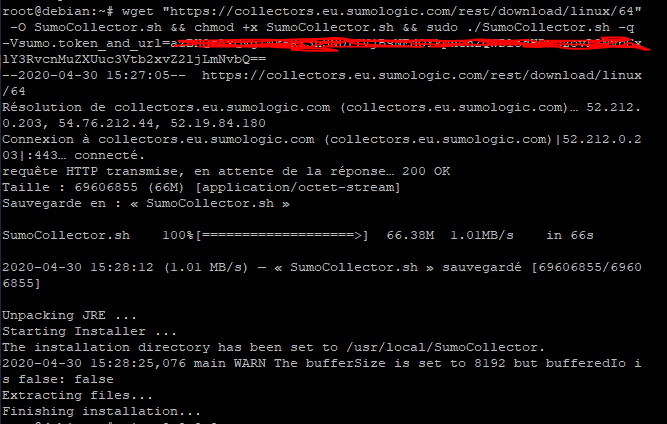 root@debian:~# wget "https://collectors.eu.sumologic.com/rest/download/linux/64"
 -O SumoCollector.sh && chmod +x SumoCollector.sh && sudo ./SumoCollector.sh -q
-Vsumo.token_and_url=
lY3RvcnMuZXUuc3Vtb2xvZ2ljLmNvbQ==
--2020-04-30 15:27:05--  https://collectors.eu.sumologic.com/rest/download/linux
/64
Résolution de collectors.eu.sumologic.com (collectors.eu.sumologic.com)… 52.212.
0.203, 54.76.212.44, 52.19.84.180
Connexion à collectors.eu.sumologic.com (collectors.eu.sumologic.com)|52.212.0.2
03|:443… connecté.
requête HTTP transmise, en attente de la réponse… 200 OK
Taille : 69606855 (66M) [application/octet-stream]
Sauvegarde en : « SumoCollector.sh »
SumoCollector.sh    100%[===================>]  66.38M  1.01MB/s    in 66s
2020-04-30 15:28:12 (1.01 MB/s) — « SumoCollector.sh » sauvegardé [69606855/6960
6855]
Unpacking JRE ...
Starting Installer ...
The installation directory has been set to /usr/local/SumoCollector.
2020-04-30 15:28:25,076 main WARN The bufferSize is set to 8192 but bufferedIo i
s false: false
Extracting files...
Finishing installation...